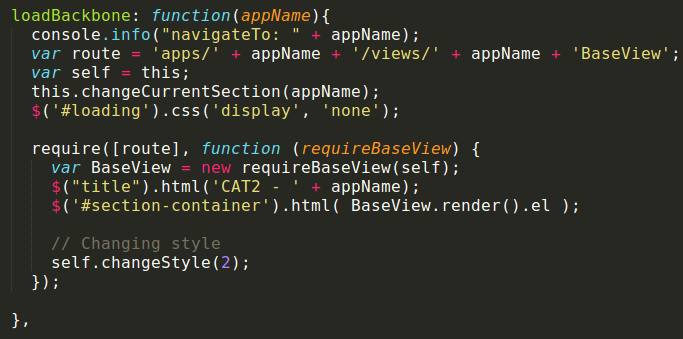 loadBackbone: function(appName){
console.info("navigateTo: " + appName);
var route = 'apps/' + appName + '/views/' + appName + 'BaseView';
var self = this;
this.changeCurrentSection(appName);
$('#loading').css('display', 'none');
require([route], function (requireBaseView) {
var BaseView = new requireBaseView(self);
$("title").html('CAT2 - ' + appName);
$('#section-container').html( BaseView.render().el );
// Changing style
self.changeStyle(2);
});
},